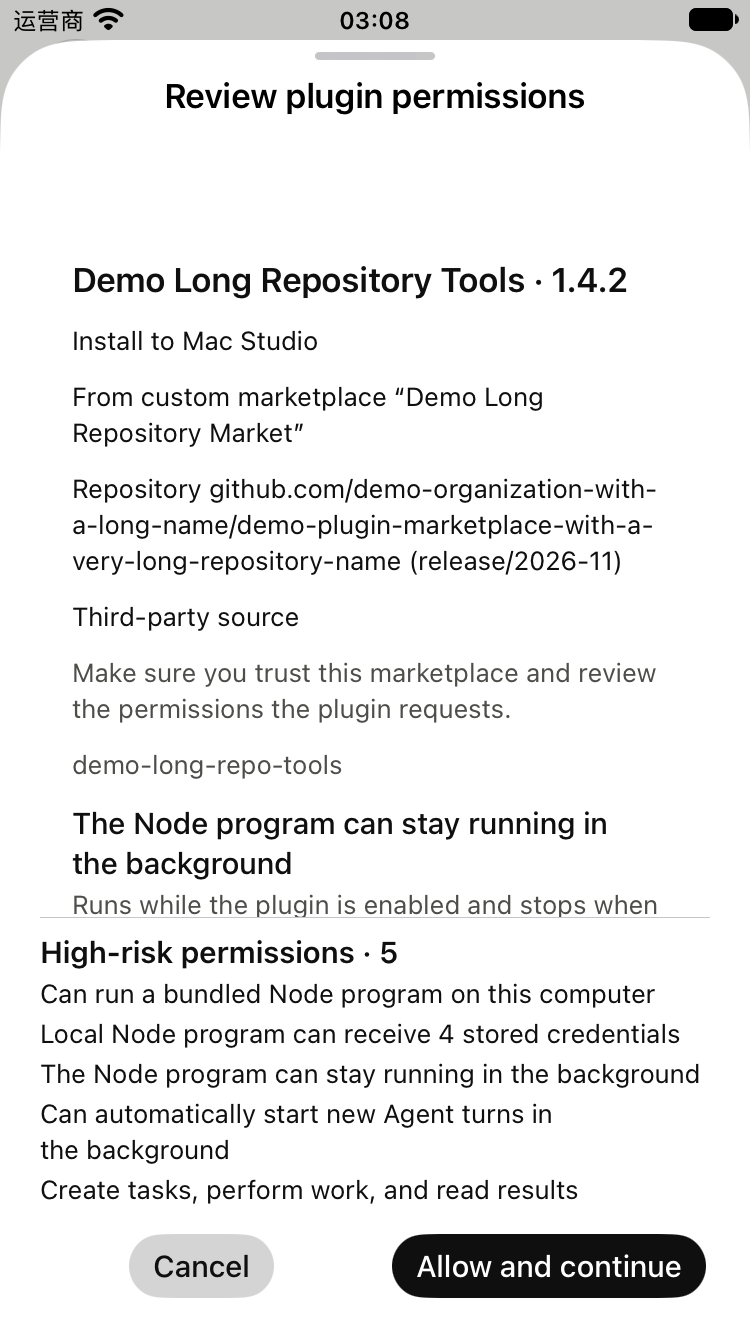 运营商
03:08
Review plugin permissions
Demo Long Repository Tools · 1.4.2
Install to Mac Studio
From custom marketplace “Demo Long
Repository Market”
Repository github.com/demo-organization-with-
a-long-name/demo-plugin-marketplace-with-a-
very-long-repository-name (release/2026-11)
Third-party source
Make sure you trust this marketplace and review
the permissions the plugin requests.
demo-long-repo-tools
The Node program can stay running in
the background
Runs while the plugin is enabled and stops when
High-risk permissions · 5
Can run a bundled Node program on this computer
Local Node program can receive 4 stored credentials
The Node program can stay running in the background
Can automatically start new Agent turns in
the background
Create tasks, perform work, and read results
Cancel
Allow and continue